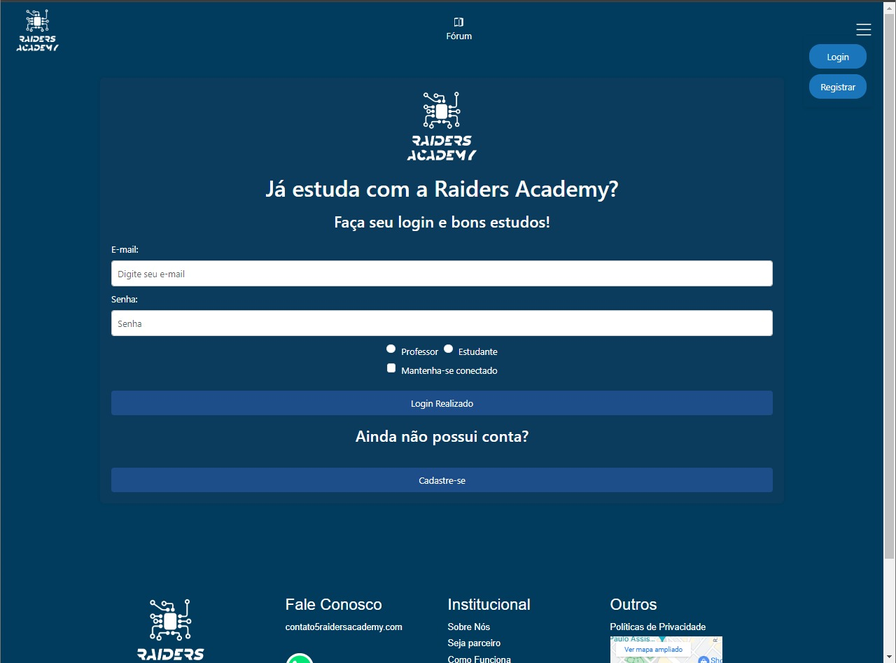 RAIDERS
ACADEMY
Fórum
Login
Registrar
RAIDERS
ACADEMY
Já estuda com a Raiders Academy?
Faça seu login e bons estudos!
E-mail:
Digite seu e-mail
Senha:
Senha
Professor Estudante
Mantenha-se conectado
Login Realizado
Ainda não possui conta?
Cadastre-se
RAIDERS
Fale Conosco
contato5raidersacademy.com
Institucional
Sobre Nós
Seja parceiro
Como Funciona
Outros
Políticas de Privacidade
Paulo Assis...
Ver mapa ampliado